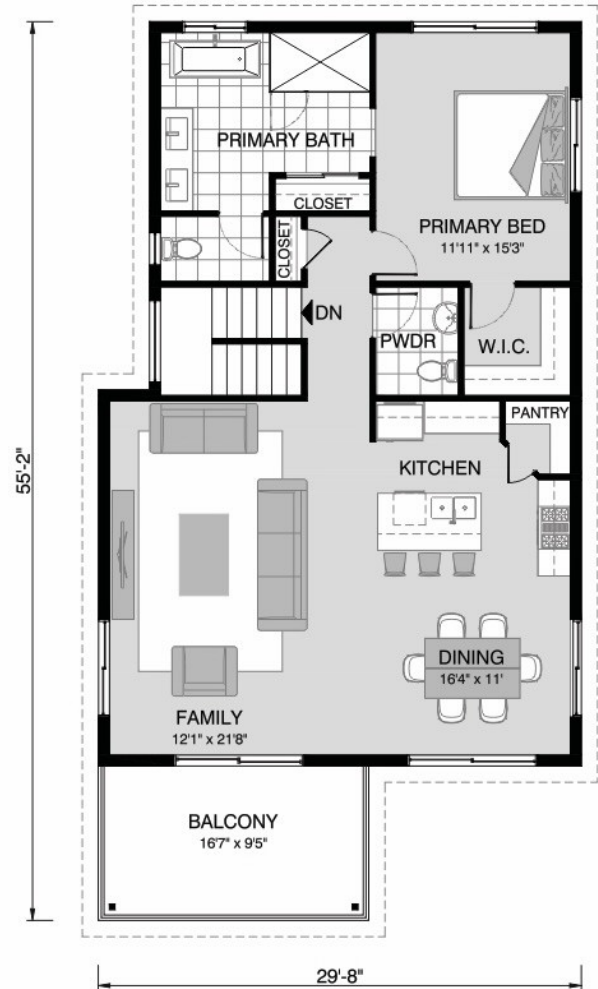 PRIMARY BATH
CLOSET
CLOSET
PRIMARY BED
11'11" x 15'3"
DN
PWDR
W.I.C.
PANTRY
KITCHEN
55'-2"
DINING
16'4" x 11'
FAMILY
12'1" x 21'8"
BALCONY
16'7" x 9'5"
29'-8"